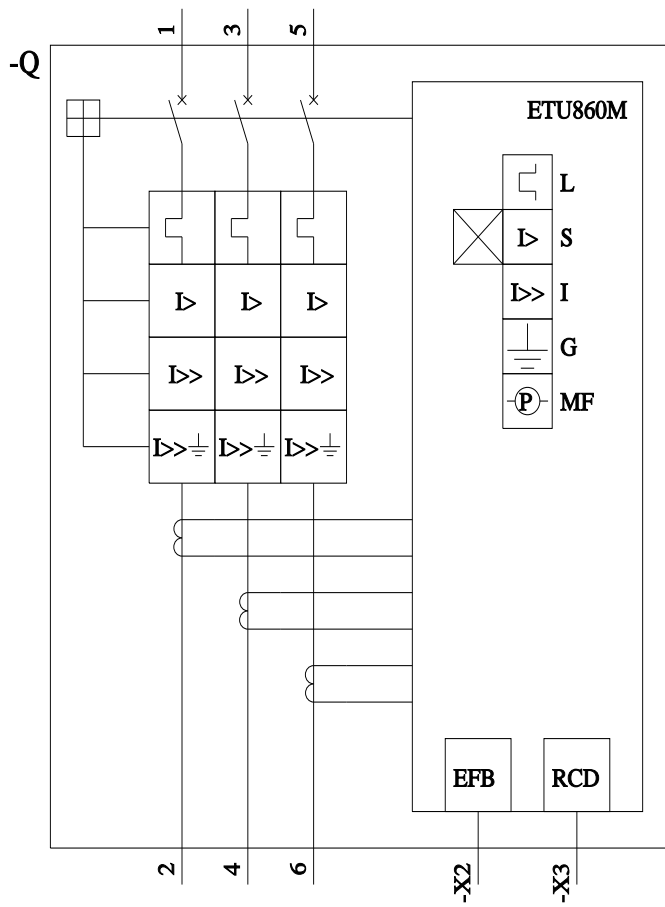 1 3 5
-Q
ETU860M
L
I> I> I> I> S
I>> I>> I>> I>> I
G
I>> I>> I>>
P MF
EFB RCD
2 4 6 -X2 -X3